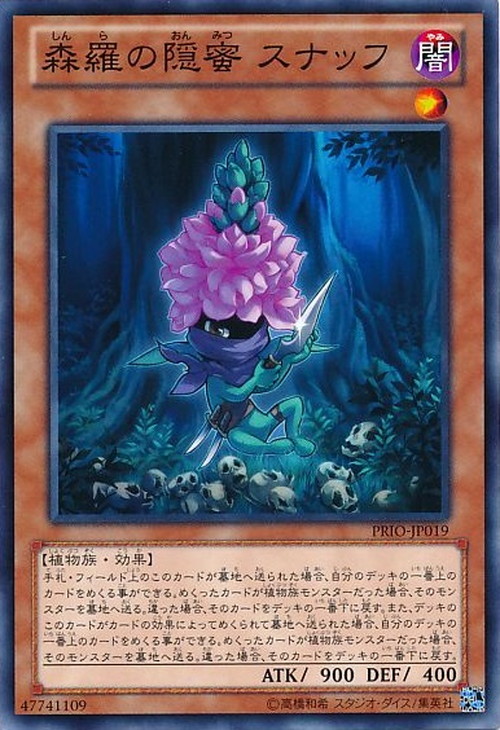 森羅の隠蜜 スナッフ
闇
PRIO-JP019
【植物族・効果】
手札・フィールド上のこのカードが墓地へ送られた場合、自分のデッキの一番上の
カードをめくる事ができる。めくったカードが植物族モンスターだった場合、そのモ
ンスターを墓地へ送る。違った場合、そのカードをデッキの一番下に戻す。また、デッキの
このカードがカードの効果によってめくられて墓地へ送られた場合、自分のデッキの
一番上のカードをめくる事ができる。めくったカードが植物族モンスターだった場合、
そのモンスターを墓地へ送る。違った場合、そのカードをデッキの一番下に戻す。
ATK/ 900 DEF/ 400
47741109
©高橋和希 スタジオ・ダイス/集英社